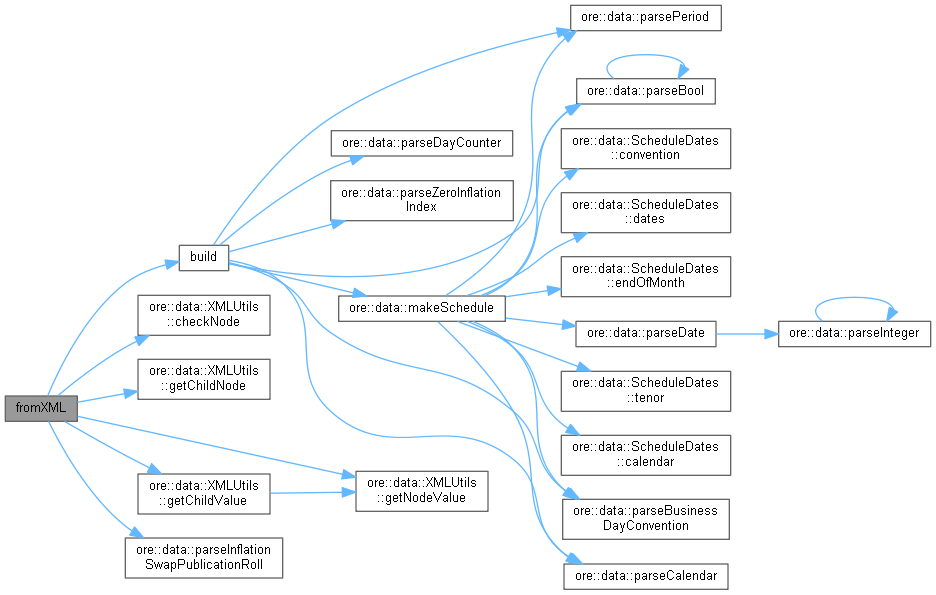 fromXML
build
ore::data::XMLUtils
::checkNode
ore::data::XMLUtils
::getChildNode
ore::data::XMLUtils
::getChildValue
ore::data::parseInflation
SwapPublicationRoll
ore::data::parseDayCounter
ore::data::parseZeroInflation
Index
ore::data::makeSchedule
ore::data::XMLUtils
::getNodeValue
ore::data::parsePeriod
ore::data::parseBool
ore::data::ScheduleDates
::convention
ore::data::ScheduleDates
::dates
ore::data::ScheduleDates
::endOfMonth
ore::data::parseDate
ore::data::ScheduleDates
::tenor
ore::data::ScheduleDates
::calendar
ore::data::parseBusiness
DayConvention
ore::data::parseCalendar
ore::data::parseInteger